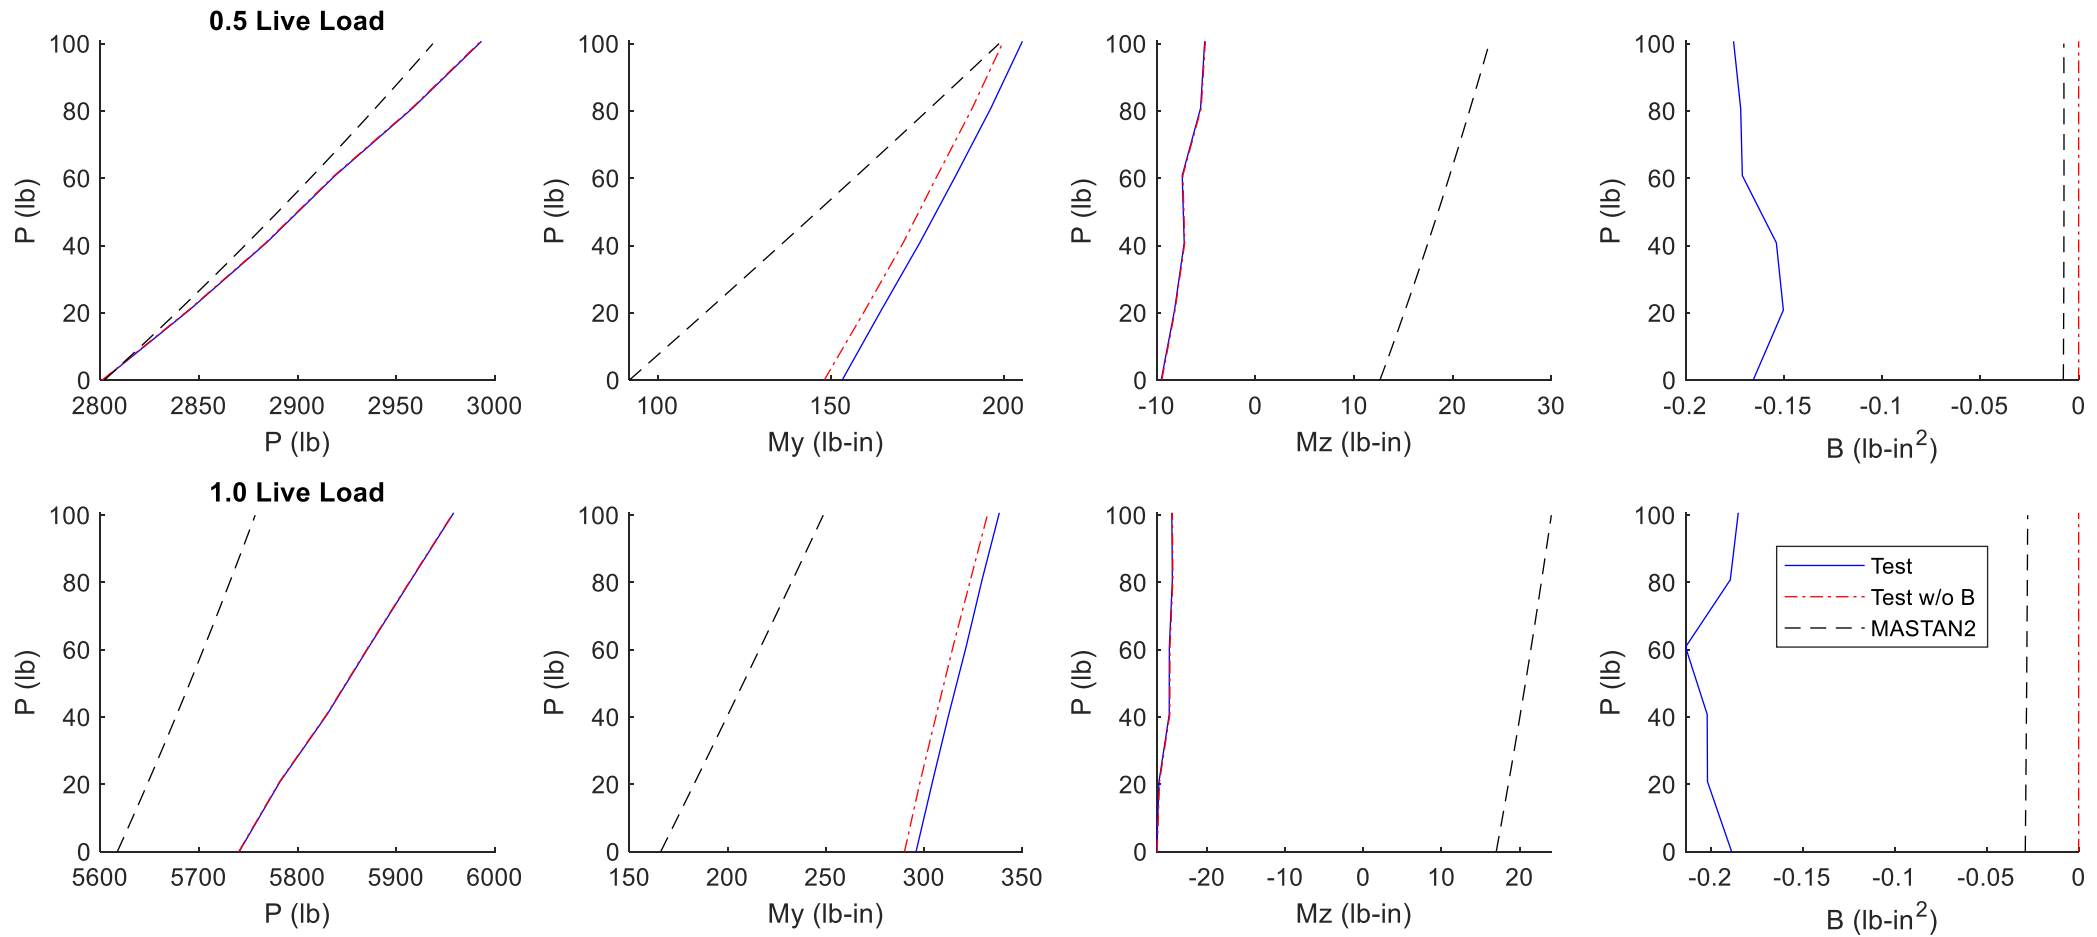 0.5 Live Load
100
80
60
40
20
0
P (lb)
2800 2850 2900 2950 3000
P (lb)
100
80
60
40
20
0
P (lb)
100 150 200
My (lb-in)
100
80
60
40
20
0
P (lb)
-10 0 10 20 30
Mz (lb-in)
100
80
60
40
20
0
P (lb)
-0.2 -0.15 -0.1 -0.05 0
B (lb-in²)
1.0 Live Load
100
80
60
40
20
0
P (lb)
5600 5700 5800 5900 6000
P (lb)
100
80
60
40
20
0
P (lb)
150 200 250 300 350
My (lb-in)
100
80
60
40
20
0
P (lb)
-20 -10 0 10 20
Mz (lb-in)
100
80
60
40
20
0
P (lb)
Test
Test w/o B
MASTAN2
-0.2 -0.15 -0.1 -0.05 0
B (lb-in²)